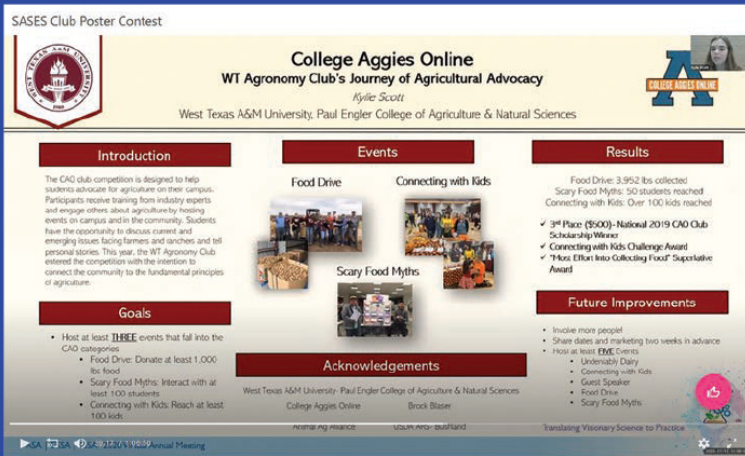 SASES Club Poster Contest
College Aggies Online
WT Agronomy Club's Journey of Agricultural Advocacy
Kylie Scott
West Texas A&M University, Paul Engler College of Agriculture & Natural Sciences
WEST TEXAS A&M UNIVERSITY
COLLEGE AGGIES ONLINE
Introduction
The CAO club competition is designed to help
students advocate for agriculture on their campus.
Participants receive training from industry experts
and engage others about agriculture by hosting
events on campus and in the community. Students
have the opportunity to discuss current and
emerging issues facing farmers and ranchers and tell
personal stories. This year, the WT Agronomy Club
entered the competition with the intention to
connect the community to the fundamental principles
of agriculture.
Goals
• Host at least THREE events that fall into the
CAO categories
• Food Drive: Donate at least 1,000
lbs food
• Scary Food Myths: Interact with at
least 100 students
• Connecting with Kids: Reach at least
100 kids
Events
Food Drive
Connecting with Kids
Scary Food Myths
Acknowledgements
West Texas A&M University- Paul Engler College of Agriculture & Natural Sciences
College Aggies Online
Brock Blaser
Animal Ag Alliance
USDA ARS- Bushland
Results
Food Drive: 3,952 lbs collected
Scary Food Myths: 50 students reached
Connecting with Kids: Over 100 kids reached
✓ 3rd Place ($500)- National 2019 CAO Club
Scholarship Winner
✓ Connecting with Kids Challenge Award
✓ "Most Effort Into Collecting Food" Superlative
Award
Future Improvements
• Involve more people!
• Share dates and marketing two weeks in advance
• Host at least FIVE Events
• Undeniably Dairy
• Connecting with Kids
• Guest Speaker
• Food Drive
• Scary Food Myths
Translating Visionary Science to Practice
Annual Meeting